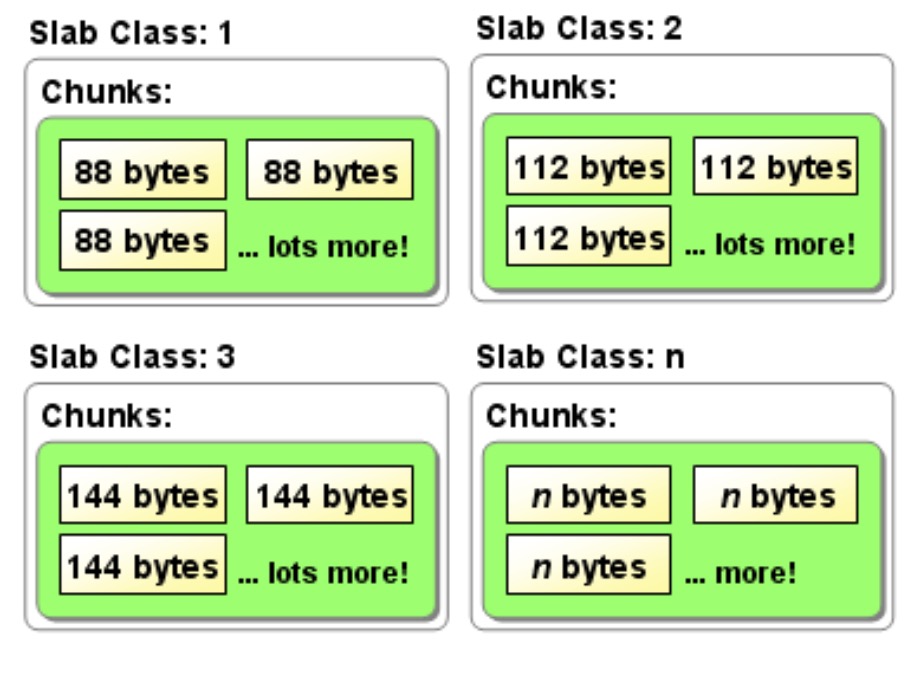 Slab Class: 1
Chunks:
88 bytes
88 bytes
88 bytes
... lots more!
Slab Class: 2
Chunks:
112 bytes
112 bytes
112 bytes
... lots more!
Slab Class: 3
Chunks:
144 bytes
144 bytes
144 bytes
... lots more!
Slab Class: n
Chunks:
n bytes
n bytes
n bytes
... more!